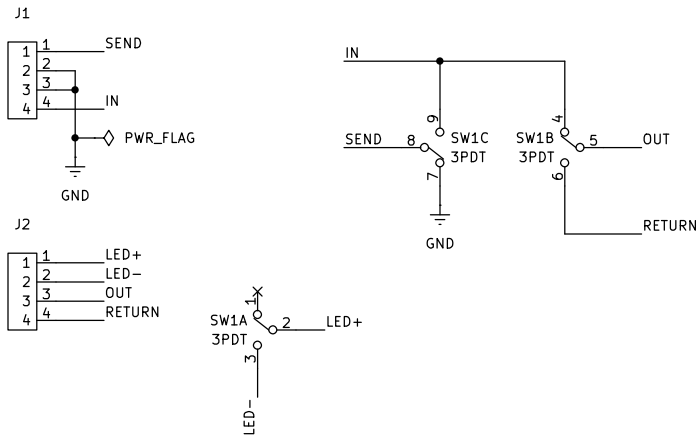 J1
1 1 SEND
2 2
3 3
4 4 IN
PWR_FLAG
GND
J2
1 1 LED+
2 2 LED-
3 3 OUT
4 4 RETURN
IN
9
SEND 8 SW1C
3PDT
7
GND
4
SW1B 5 OUT
3PDT
6
RETURN
1
SW1A 2 LED+
3PDT
3
LED-